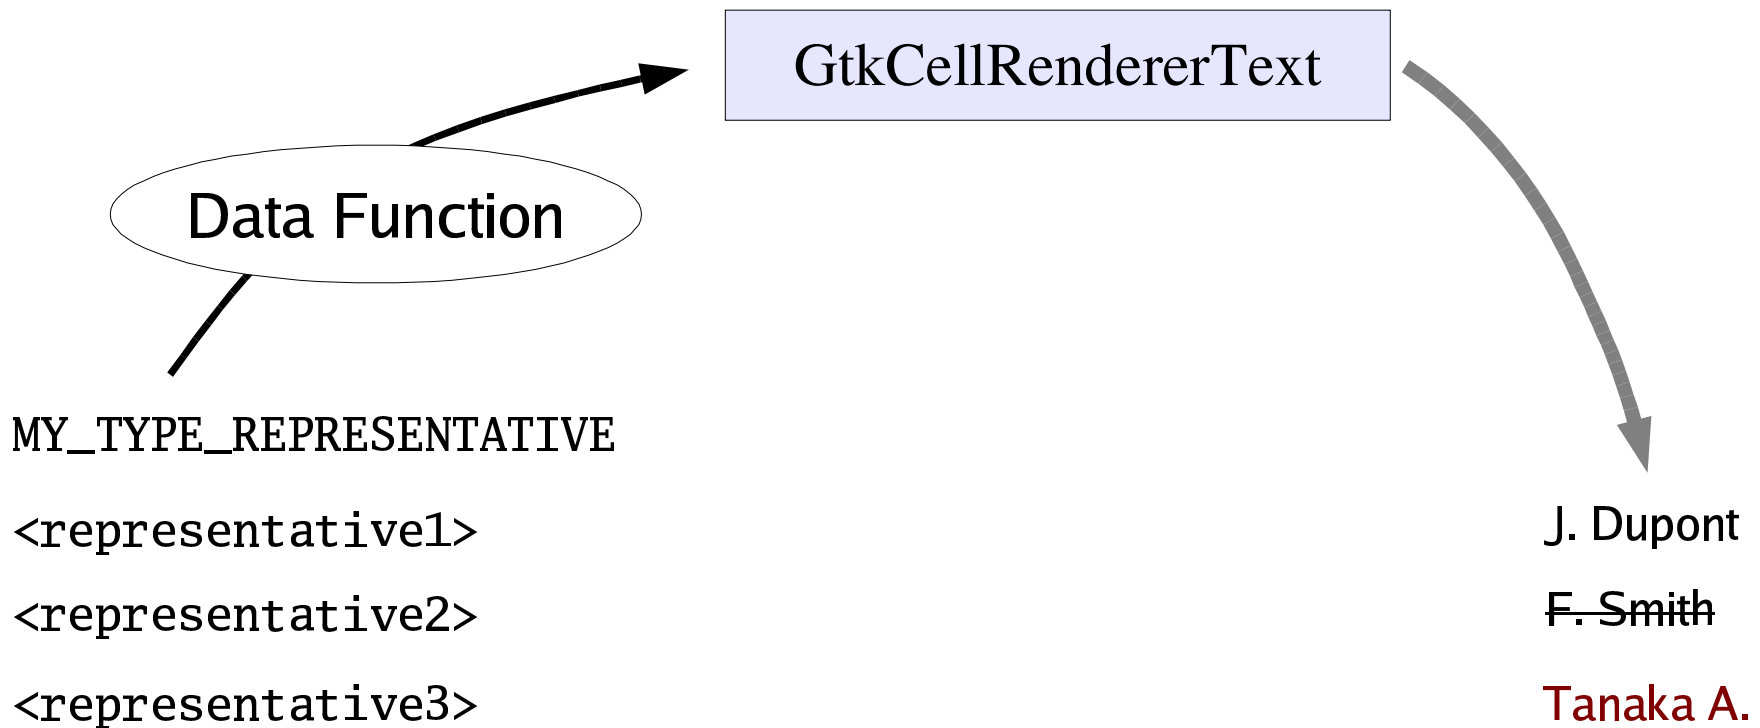 GtkCellRendererText
Data Function
MY_TYPE_REPRESENTATIVE
<representative1>
J. Dupont
<representative2>
F. Smith
<representative3>
Tanaka A.